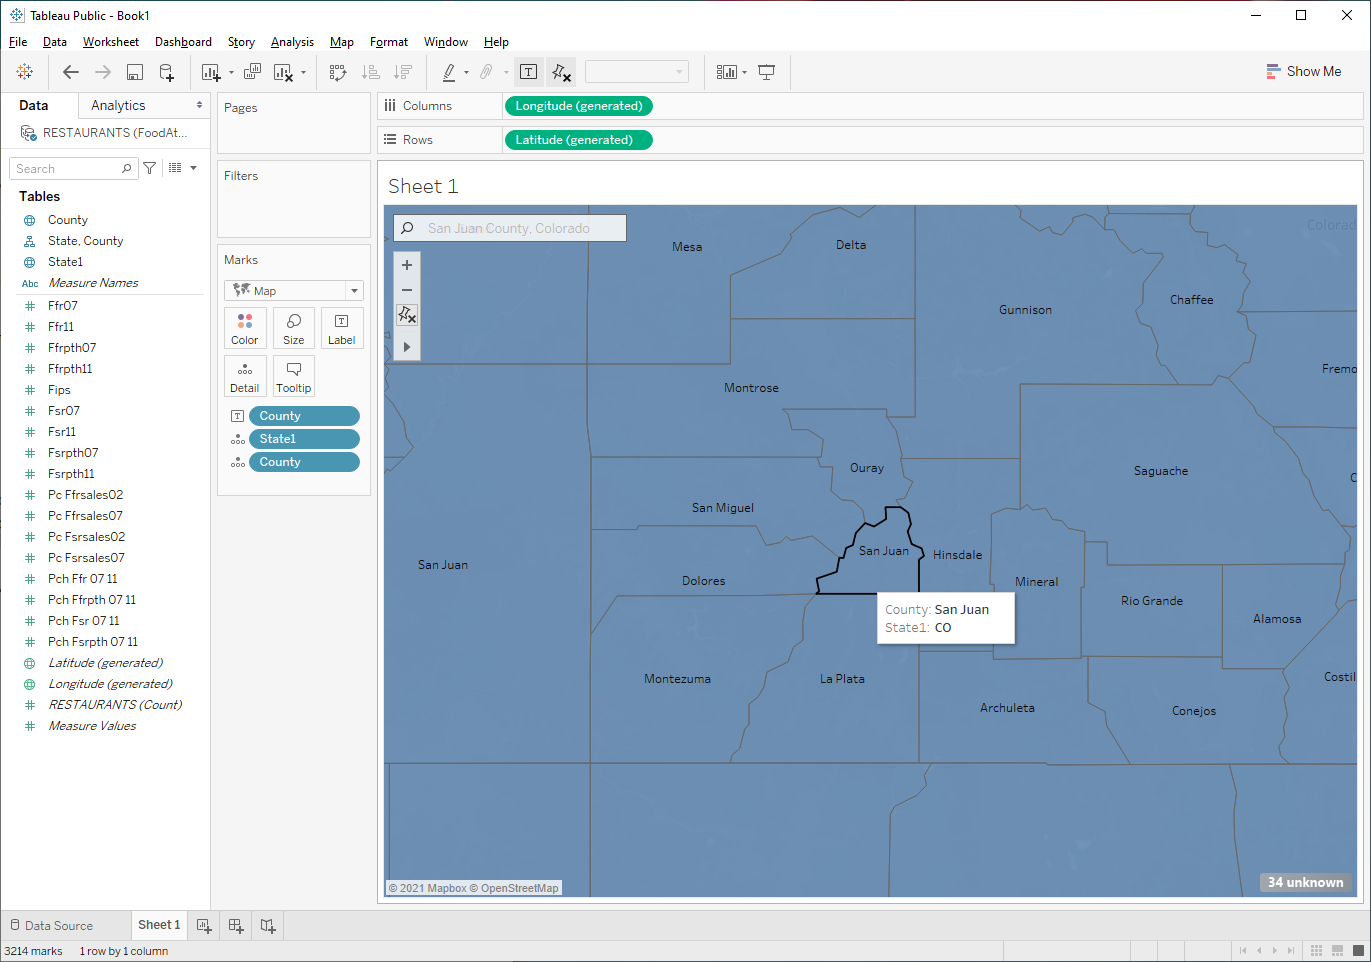 Tableau Public - Book1
File Data Worksheet Dashboard Story Analysis Map Format Window Help
Show Me
Data Analytics
RESTAURANTS (FoodAt...
Search
Tables
County
State, County
State1
Abc Measure Names
Ffr07
Ffr11
Ffrpth07
Ffrpth11
Fips
Fsr07
Fsr11
Fsrpth07
Fsrpth11
Pc Ffrsales02
Pc Ffrsales07
Pc Fsrsales02
Pc Fsrsales07
Pch Ffr 07 11
Pch Ffrpth 07 11
Pch Fsr 07 11
Pch Fsrpth 07 11
Latitude (generated)
Longitude (generated)
RESTAURANTS (Count)
Measure Values
Pages
Filters
Marks
Map
Color Size Label
Detail Tooltip
County
State1
County
Columns Longitude (generated)
Rows Latitude (generated)
Sheet 1
San Juan County, Colorado
Colorad
Mesa
Delta
Gunnison
Chaffee
Fremo
Montrose
Ouray
Saguache
C
San Miguel
San Juan
San Juan
Hinsdale
Dolores
Mineral
Rio Grande
Alamosa
County: San Juan
State1: CO
Montezuma
La Plata
Costil
Archuleta
Conejos
© 2021 Mapbox © OpenStreetMap
34 unknown
Data Source Sheet 1
3214 marks 1 row by 1 column